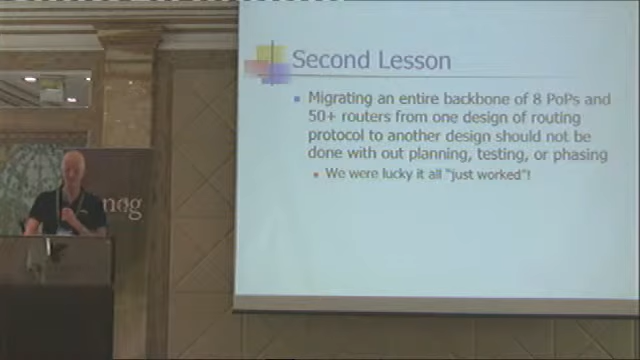 Second Lesson
Migrating an entire backbone of 8 PoPs and
50+ routers from one design of routing
protocol to another design should not be
done with out planning, testing, or phasing
We were lucky it all “just worked”!
nog